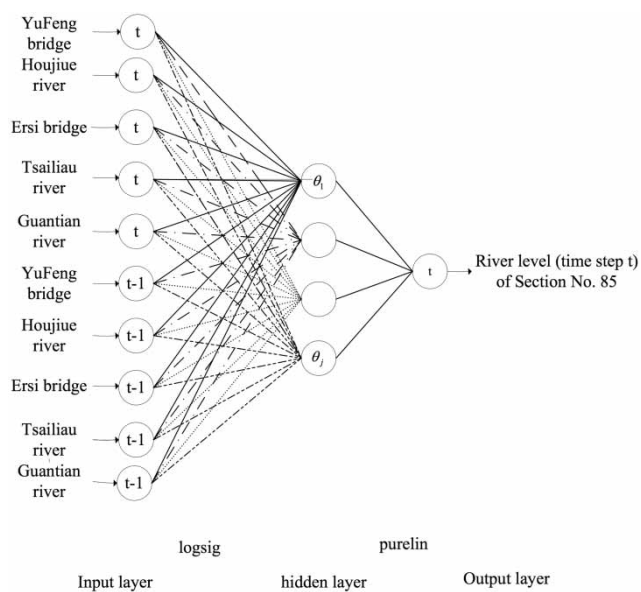 YuFeng
bridge
t
Houjiue
river
t
Ersi bridge
t
Tsailiau
river
t
Guantian
river
t
YuFeng
bridge
t-1
Houjiue
river
t-1
Ersi bridge
t-1
Tsailiau
river
t-1
Guantian
river
t-1
θ1
θj
t
River level (time step t)
of Section No. 85
logsig
purelin
Input layer
hidden layer
Output layer